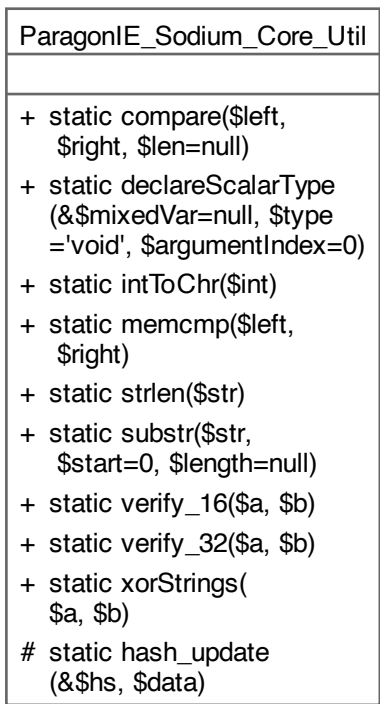 ParagonIE_Sodium_Core_Util
+ static compare($left,
$right, $len=null)
+ static declareScalarType
(&$mixedVar=null, $type
='void', $argumentIndex=0)
+ static intToChr($int)
+ static memcmp($left,
$right)
+ static strlen($str)
+ static substr($str,
$start=0, $length=null)
+ static verify_16($a, $b)
+ static verify_32($a, $b)
+ static xorStrings(
$a, $b)
# static hash_update
(&$hs, $data)